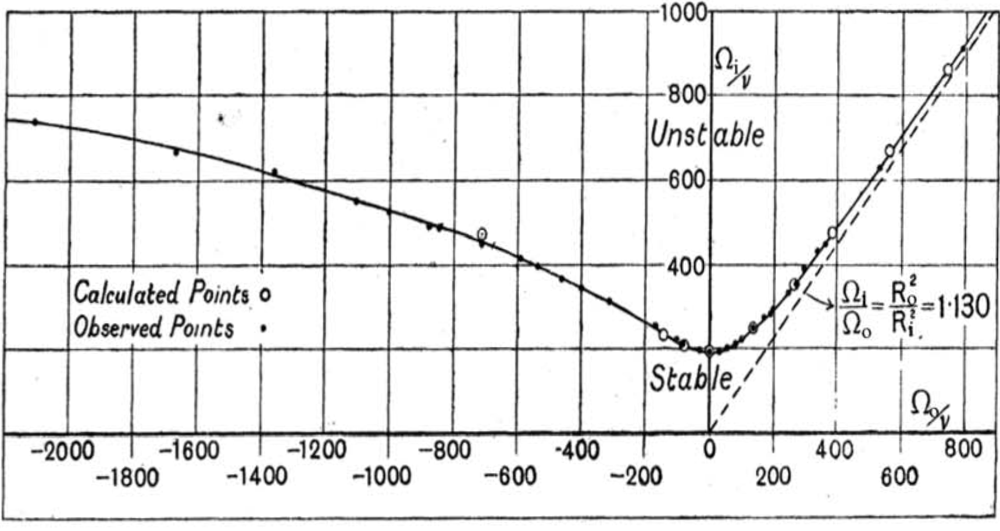 1000
Ωi/ν
800
Unstable
600
400
Calculated Points o
Observed Points •
Ωi/Ωo = Ro²/Ri² = 1·130
Stable
Ωo/ν
-2000 -1600 -1200 -800 -400 0 400 800
-1800 -1400 -1000 -600 -200 200 600